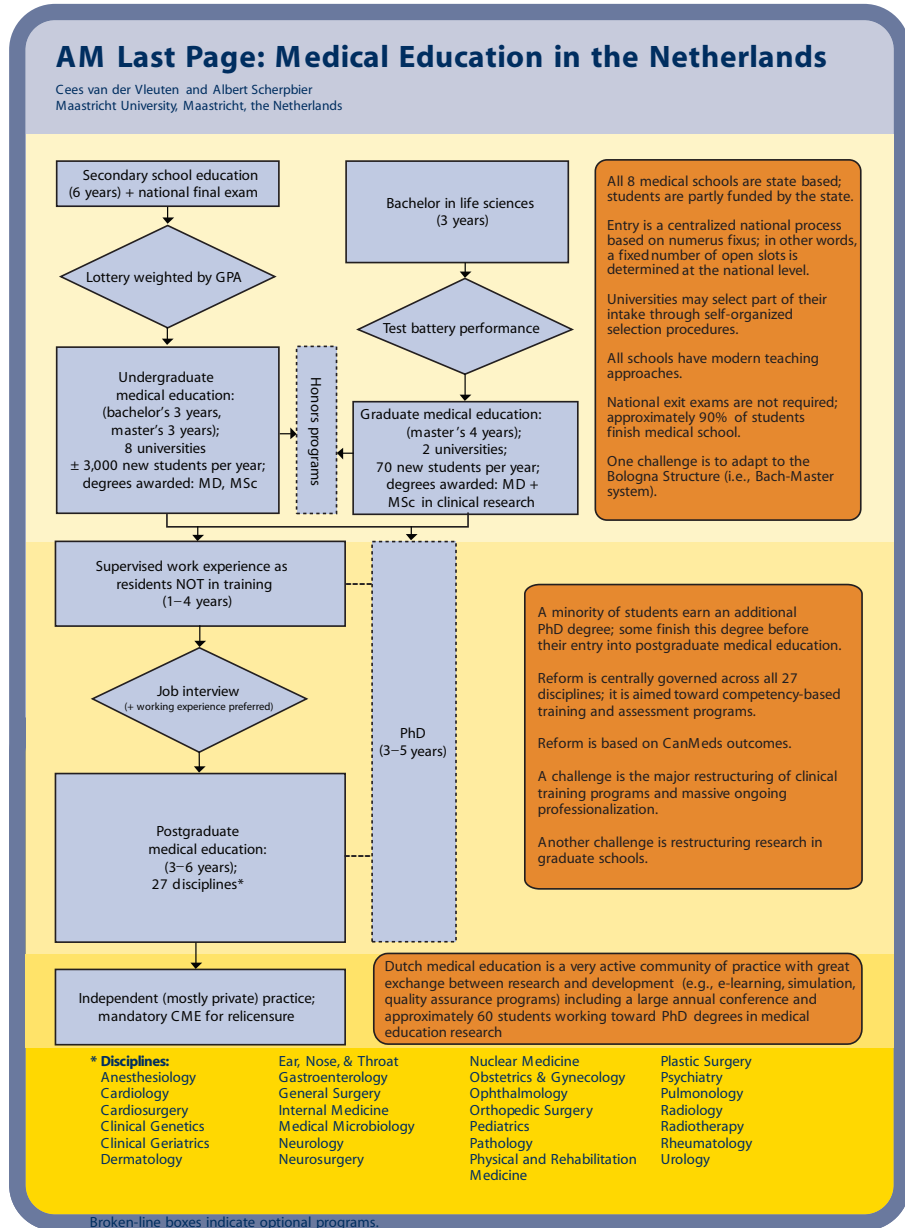 AM Last Page: Medical Education in the Netherlands
Cees van der Vleuten and Albert Scherpbier
Maastricht University, Maastricht, the Netherlands
Secondary school education
(6 years) + national final exam
Lottery weighted by GPA
Undergraduate
medical education:
(bachelor's 3 years,
master's 3 years);
8 universities
± 3,000 new students per year;
degrees awarded: MD, MSc
Honors programs
Bachelor in life sciences
(3 years)
Test battery performance
Graduate medical education:
(master's 4 years);
2 universities;
70 new students per year;
degrees awarded: MD +
MSc in clinical research
All 8 medical schools are state based;
students are partly funded by the state.
Entry is a centralized national process
based on numerus fixus; in other words,
a fixed number of open slots is
determined at the national level.
Universities may select part of their
intake through self-organized
selection procedures.
All schools have modern teaching
approaches.
National exit exams are not required;
approximately 90% of students
finish medical school.
One challenge is to adapt to the
Bologna Structure (i.e., Bach-Master
system).
Supervised work experience as
residents NOT in training
(1–4 years)
Job interview
(+ working experience preferred)
Postgraduate
medical education:
(3–6 years);
27 disciplines*
PhD
(3–5 years)
A minority of students earn an additional
PhD degree; some finish this degree before
their entry into postgraduate medical education.
Reform is centrally governed across all 27
disciplines; it is aimed toward competency-based
training and assessment programs.
Reform is based on CanMeds outcomes.
A challenge is the major restructuring of clinical
training programs and massive ongoing
professionalization.
Another challenge is restructuring research in
graduate schools.
Independent (mostly private) practice;
mandatory CME for relicensure
Dutch medical education is a very active community of practice with great
exchange between research and development (e.g., e-learning, simulation,
quality assurance programs) including a large annual conference and
approximately 60 students working toward PhD degrees in medical
education research
* Disciplines:
Anesthesiology
Cardiology
Cardiosurgery
Clinical Genetics
Clinical Geriatrics
Dermatology
Ear, Nose, & Throat
Gastroenterology
General Surgery
Internal Medicine
Medical Microbiology
Neurology
Neurosurgery
Nuclear Medicine
Obstetrics & Gynecology
Ophthalmology
Orthopedic Surgery
Pediatrics
Pathology
Physical and Rehabilitation
Medicine
Plastic Surgery
Psychiatry
Pulmonology
Radiology
Radiotherapy
Rheumatology
Urology
Broken-line boxes indicate optional programs.